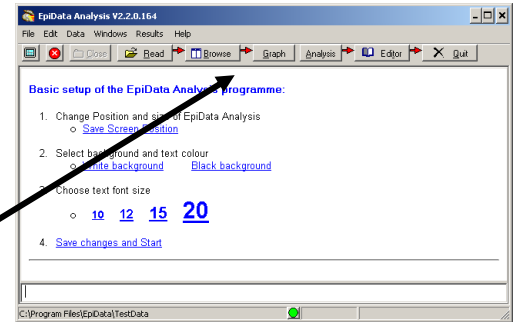 EpiData Analysis V2.2.0.164
File Edit Data Windows Results Help
Close Read Browse Graph Analysis Editor Quit
Basic setup of the EpiData Analysis programme:
1. Change Position and size of EpiData Analysis
Save Screen Position
2. Select background and text colour
White background Black background
Choose text font size
10 12 15 20
4. Save changes and Start
C:\Program Files\EpiData\TestData